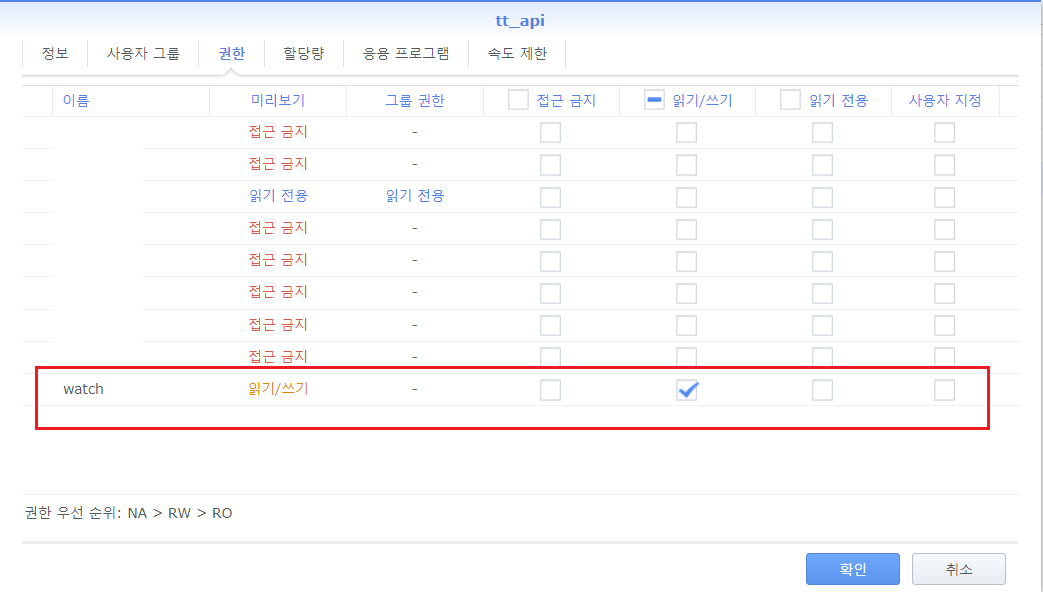 tt_api
정보 사용자 그룹 권한 할당량 응용 프로그램 속도 제한
이름 미리보기 그룹 권한 접근 금지 읽기/쓰기 읽기 전용 사용자 지정
접근 금지 -
접근 금지 -
읽기 전용 읽기 전용
접근 금지 -
접근 금지 -
접근 금지 -
접근 금지 -
접근 금지 -
watch 읽기/쓰기 -
권한 우선 순위: NA > RW > RO
확인 취소